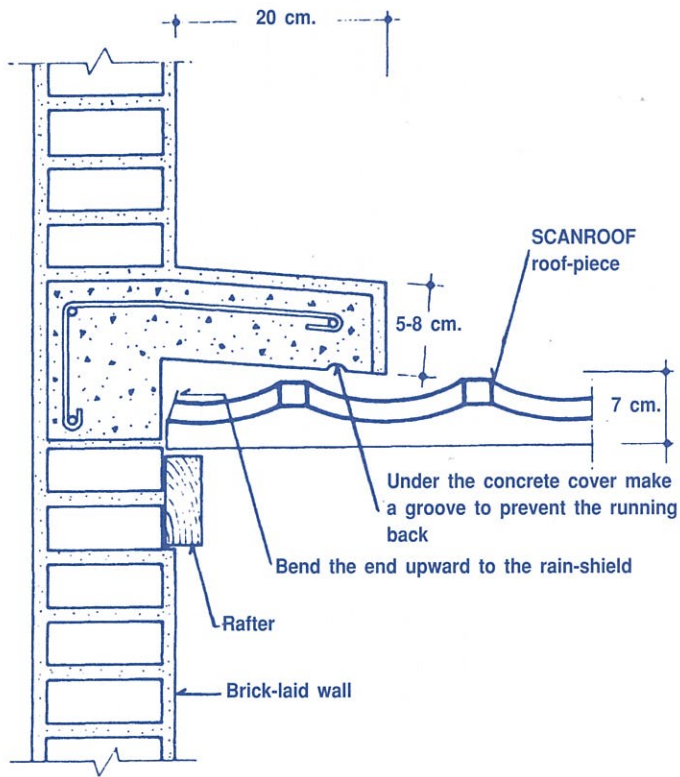 20 cm.
SCANROOF
roof-piece
5-8 cm.
7 cm.
Under the concrete cover make
a groove to prevent the running
back
Bend the end upward to the rain-shield
Rafter
Brick-laid wall